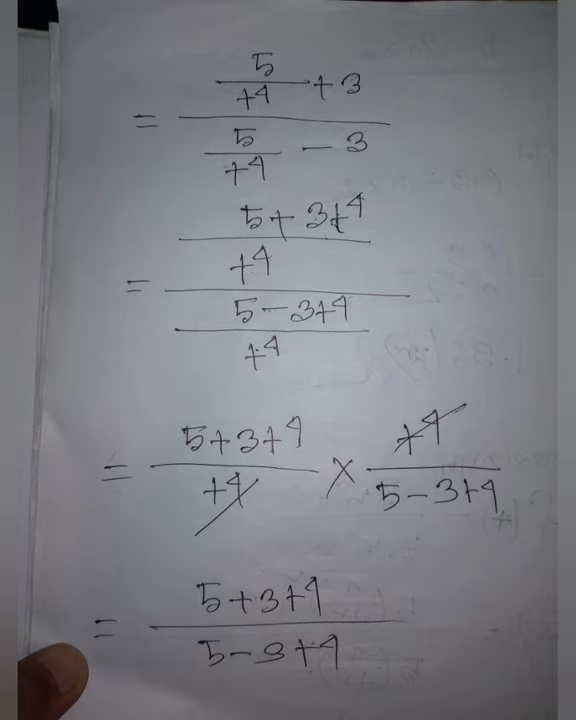 5
t⁴ + 3
=
5
t⁴ - 3
5 + 3t⁴
t⁴
=
5 - 3t⁴
t⁴
= 5+3t⁴ / t⁴ × t⁴ / 5-3t⁴
= 5+3t⁴ / 5-3t⁴